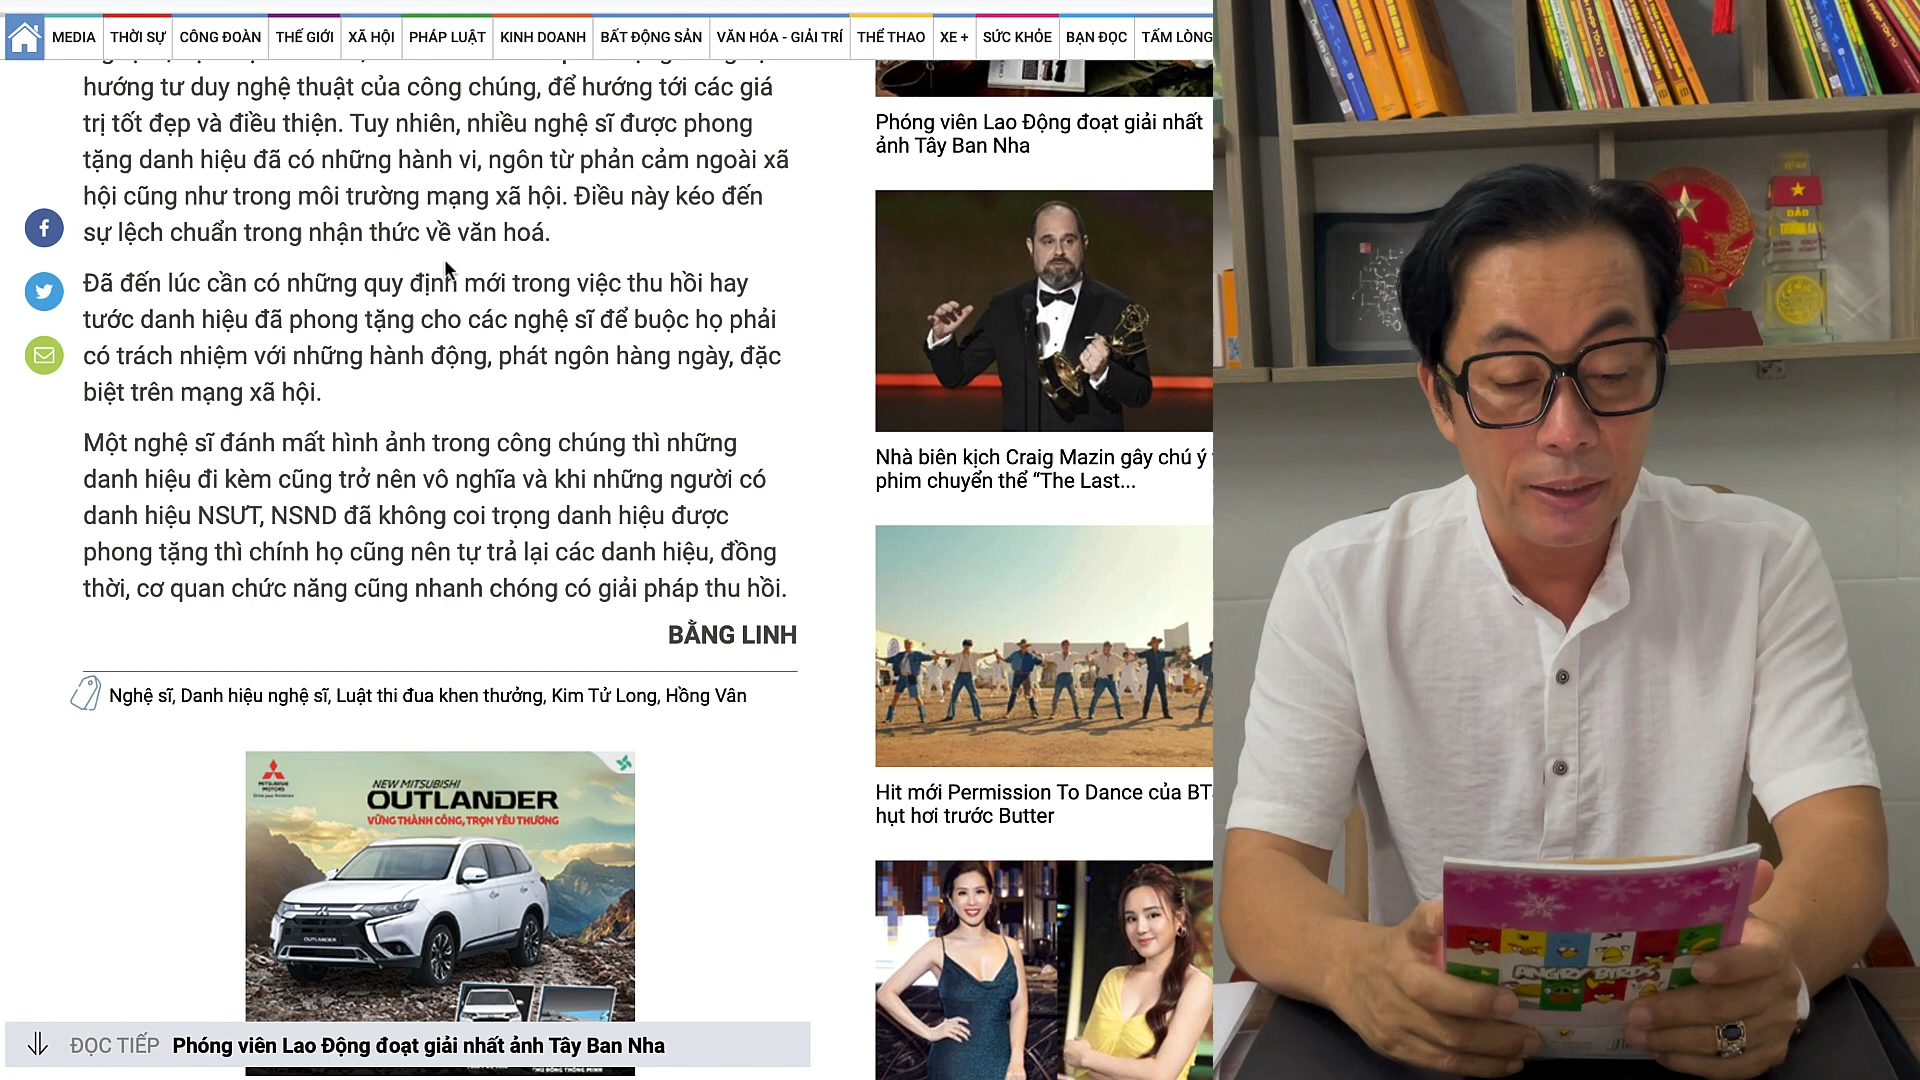 MEDIA THỜI SỰ CÔNG ĐOÀN THẾ GIỚI XÃ HỘI PHÁP LUẬT KINH DOANH BẤT ĐỘNG SẢN VĂN HÓA - GIẢI TRÍ THỂ THAO XE + SỨC KHỎE BẠN ĐỌC TẤM LÒNG
hướng tư duy nghệ thuật của công chúng, để hướng tới các giá
trị tốt đẹp và điều thiện. Tuy nhiên, nhiều nghệ sĩ được phong
tặng danh hiệu đã có những hành vi, ngôn từ phản cảm ngoài xã
hội cũng như trong môi trường mạng xã hội. Điều này kéo đến
sự lệch chuẩn trong nhận thức về văn hoá.
Đã đến lúc cần có những quy định mới trong việc thu hồi hay
tước danh hiệu đã phong tặng cho các nghệ sĩ để buộc họ phải
có trách nhiệm với những hành động, phát ngôn hàng ngày, đặc
biệt trên mạng xã hội.
Một nghệ sĩ đánh mất hình ảnh trong công chúng thì những
danh hiệu đi kèm cũng trở nên vô nghĩa và khi những người có
danh hiệu NSƯT, NSND đã không coi trọng danh hiệu được
phong tặng thì chính họ cũng nên tự trả lại các danh hiệu, đồng
thời, cơ quan chức năng cũng nhanh chóng có giải pháp thu hồi.
BẰNG LINH
Nghệ sĩ, Danh hiệu nghệ sĩ, Luật thi đua khen thưởng, Kim Tử Long, Hồng Vân
MITSUBISHI
MOTORS
Drive your Ambition
NEW MITSUBISHI
OUTLANDER
VỮNG THÀNH CÔNG, TRỌN YÊU THƯƠNG
OUTLANDER
ĐỌC TIẾP Phóng viên Lao Động đoạt giải nhất ảnh Tây Ban Nha
Phóng viên Lao Động đoạt giải nhất
ảnh Tây Ban Nha
Nhà biên kịch Craig Mazin gây chú ý
phim chuyển thể “The Last...
Hit mới Permission To Dance của BT
hụt hơi trước Butter
ĐẢO
TRƯỜNG SA
ANGRY BIRDS